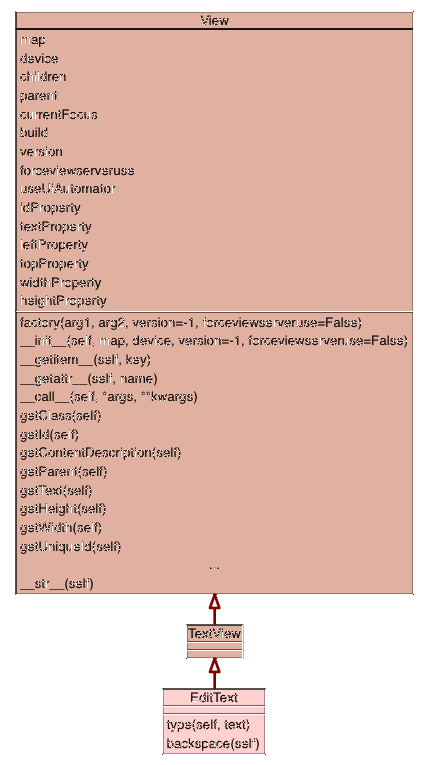 View
map
device
children
parent
currentFocus
build
version
forceviewserveruse
useUiAutomator
idProperty
textProperty
leftProperty
topProperty
widthProperty
heightProperty
factory(arg1, arg2, version=-1, forceviewserveruse=False)
__init__(self, map, device, version=-1, forceviewserveruse=False)
__getitem__(self, key)
__getattr__(self, name)
__call__(self, *args, **kwargs)
getClass(self)
getId(self)
getContentDescription(self)
getParent(self)
getText(self)
getHeight(self)
getWidth(self)
getUniqueId(self)
...
__str__(self)
TextView
EditText
type(self, text)
backspace(self)